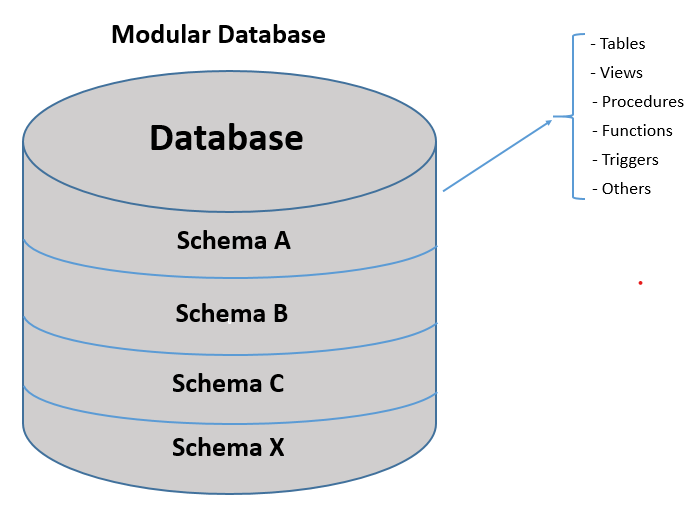 Modular Database
Database
Schema A
Schema B
Schema C
Schema X
- Tables
- Views
- Procedures
- Functions
- Triggers
- Others